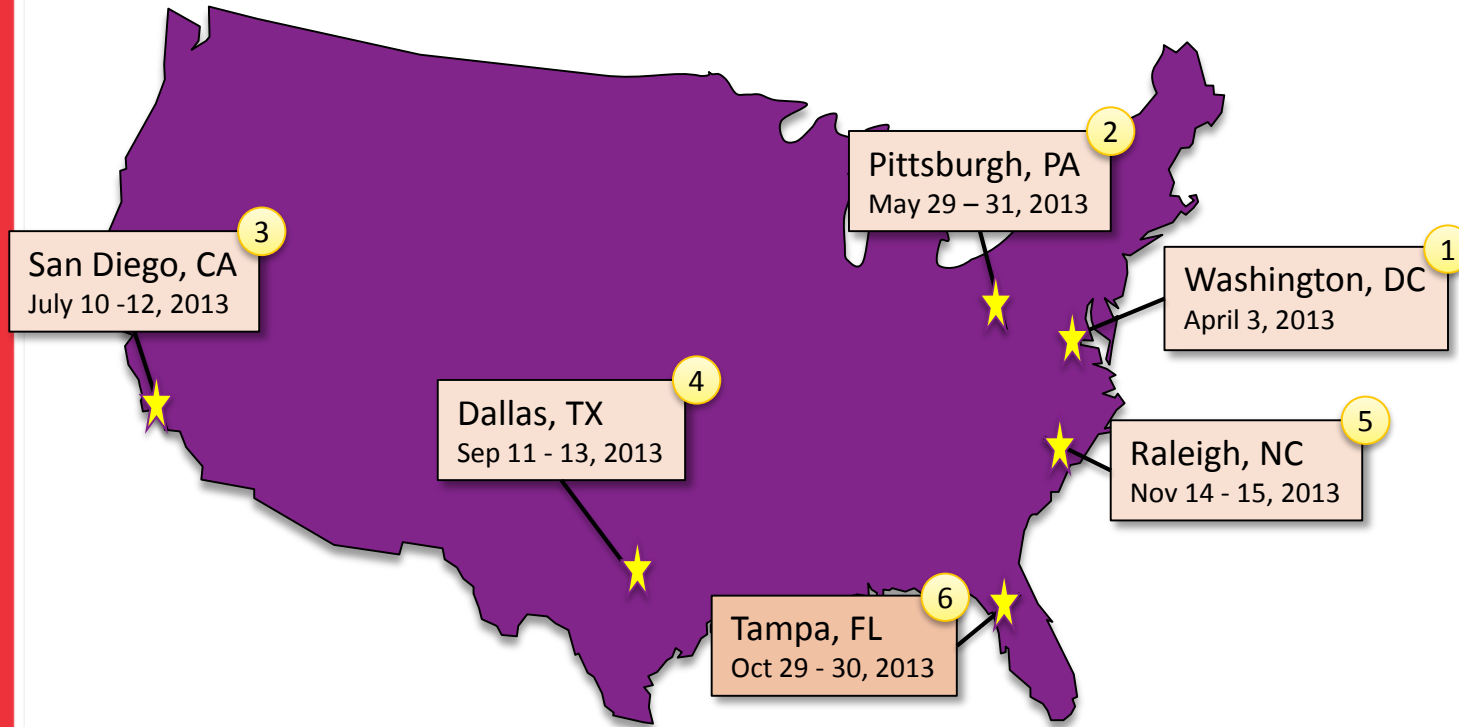 2
Pittsburgh, PA
May 29 – 31, 2013
3
San Diego, CA
July 10 -12, 2013
1
Washington, DC
April 3, 2013
4
Dallas, TX
Sep 11 - 13, 2013
5
Raleigh, NC
Nov 14 - 15, 2013
6
Tampa, FL
Oct 29 - 30, 2013